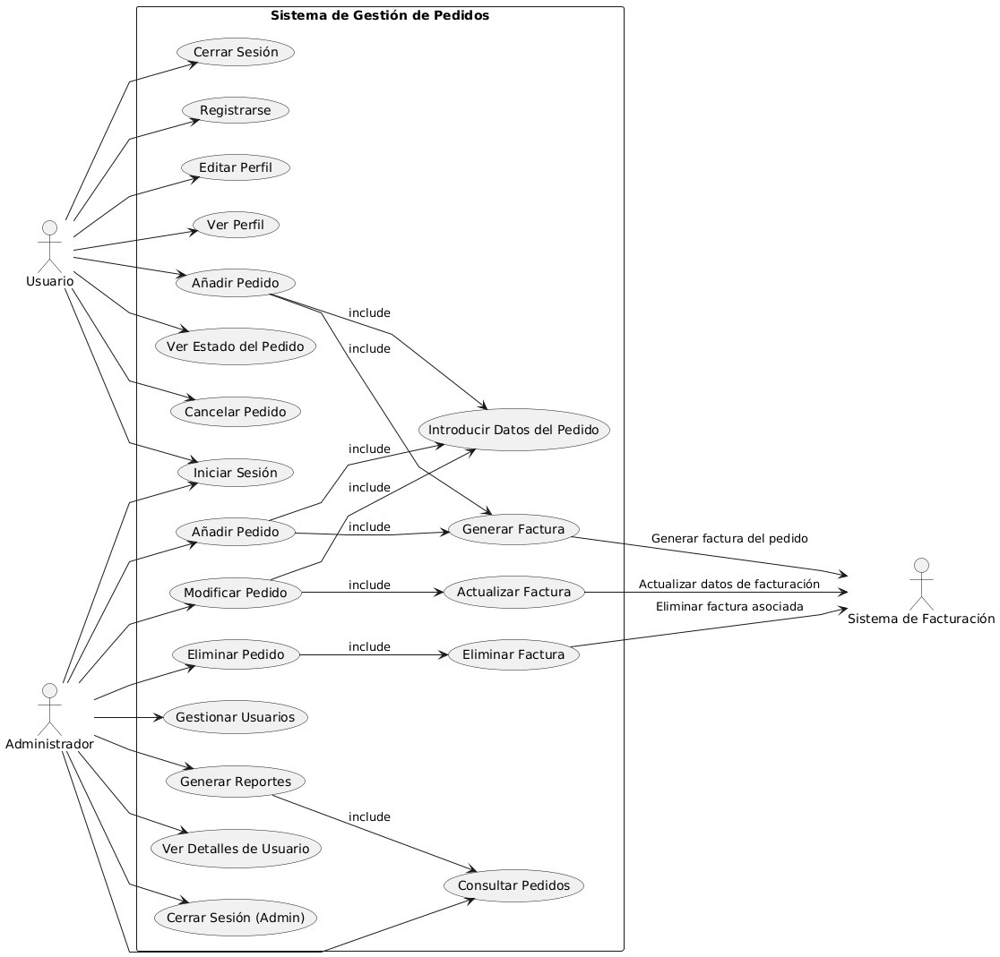 Sistema de Gestión de Pedidos
Cerrar Sesión
Registrarse
Editar Perfil
Ver Perfil
Usuario
Añadir Pedido
include
Ver Estado del Pedido
include
Cancelar Pedido
Introducir Datos del Pedido
include
Iniciar Sesión
include
Añadir Pedido
include
Generar Factura
Generar factura del pedido
Modificar Pedido
include
Actualizar Factura
Actualizar datos de facturación
Eliminar factura asociada
Sistema de Facturación
Eliminar Pedido
include
Eliminar Factura
Gestionar Usuarios
Administrador
Generar Reportes
include
Ver Detalles de Usuario
Consultar Pedidos
Cerrar Sesión (Admin)